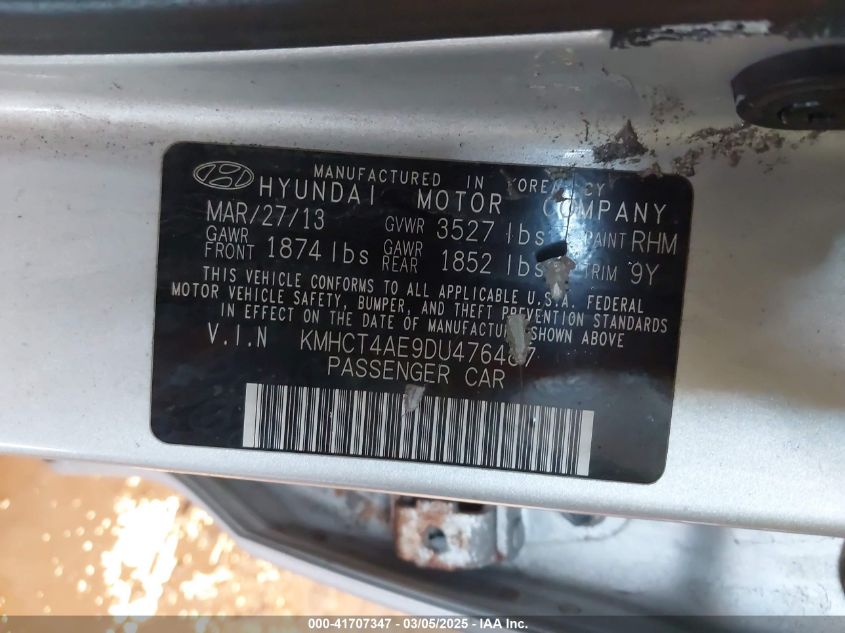 MANUFACTURED IN KOREA BY
HYUNDAI MOTOR COMPANY
MAR/27/13 GVWR 3527 lbs PAINT RHM
GAWR FRONT 1874 lbs GAWR REAR 1852 lbs TRIM 9Y
THIS VEHICLE CONFORMS TO ALL APPLICABLE U.S.A. FEDERAL
MOTOR VEHICLE SAFETY, BUMPER, AND THEFT PREVENTION STANDARDS
IN EFFECT ON THE DATE OF MANUFACTURE SHOWN ABOVE
V.I.N KMHCT4AE9DU476487
PASSENGER CAR
000-41707347 - 03/05/2025 - IAA Inc.